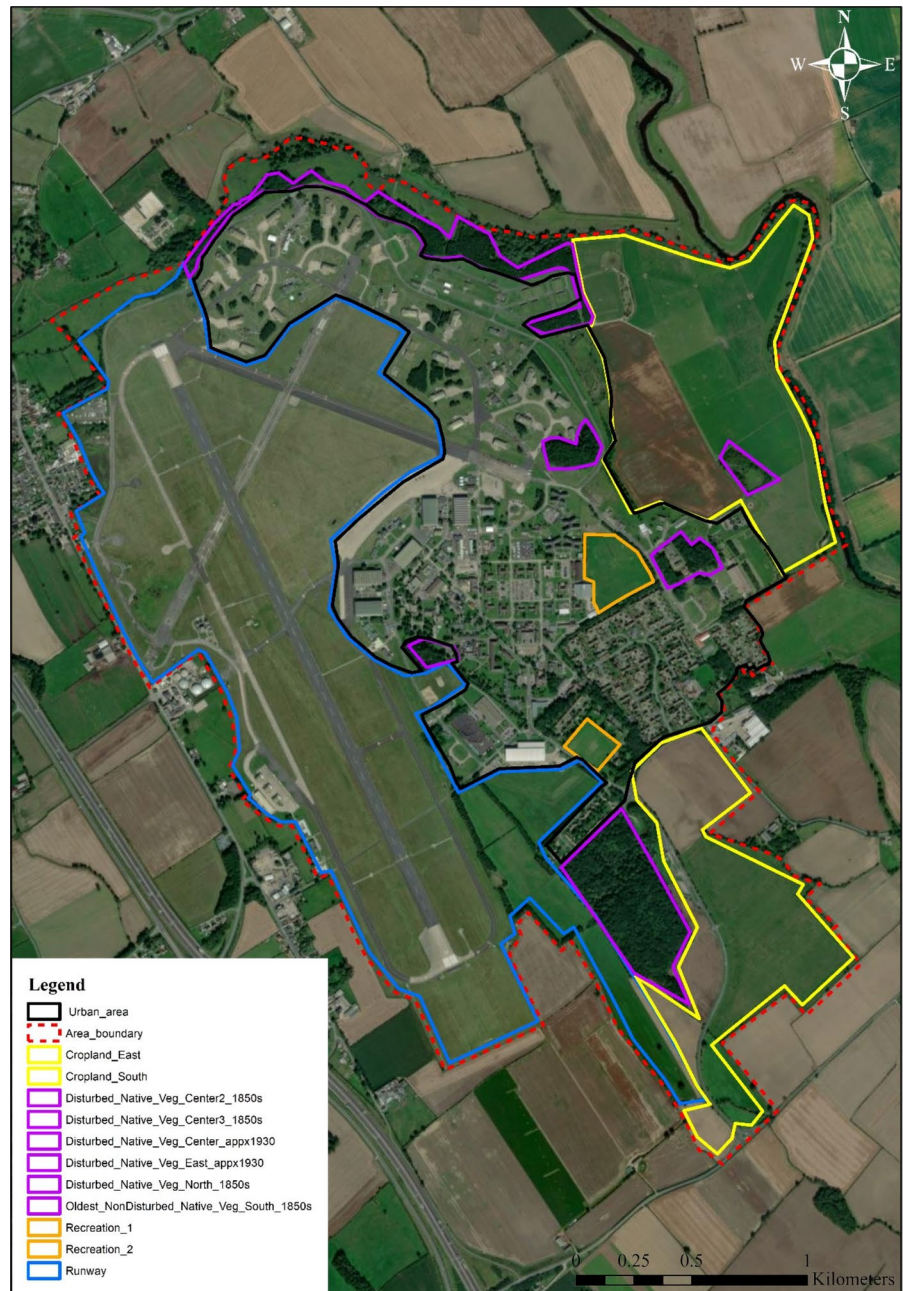 N
W E
S
Legend
Urban_area
Area_boundary
Cropland_East
Cropland_South
Disturbed_Native_Veg_Center2_1850s
Disturbed_Native_Veg_Center3_1850s
Disturbed_Native_Veg_Center_appx1930
Disturbed_Native_Veg_East_appx1930
Disturbed_Native_Veg_North_1850s
Oldest_NonDisturbed_Native_Veg_South_1850s
Recreation_1
Recreation_2
Runway
0 0.25 0.5 1
Kilometers